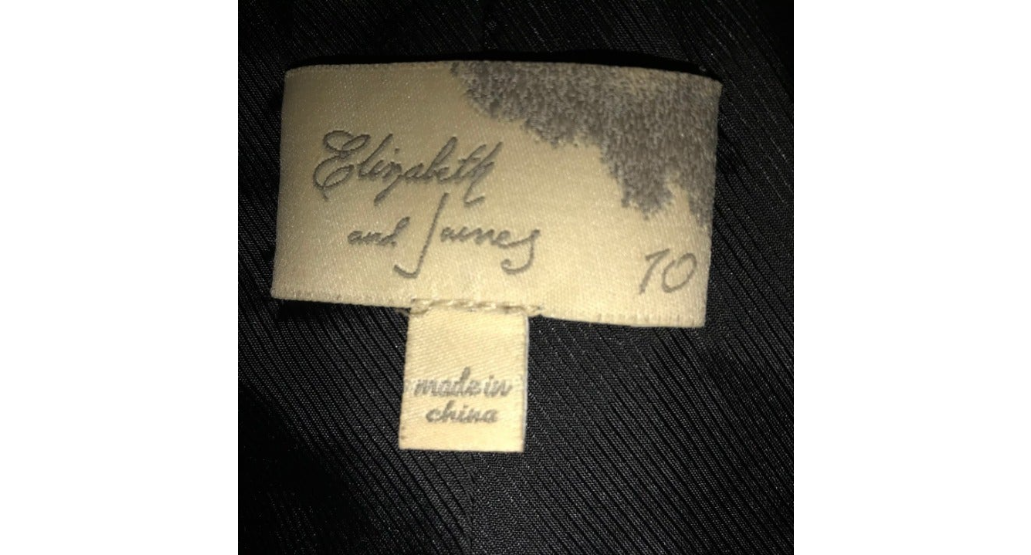 Elizabeth
and James
10
made in
china